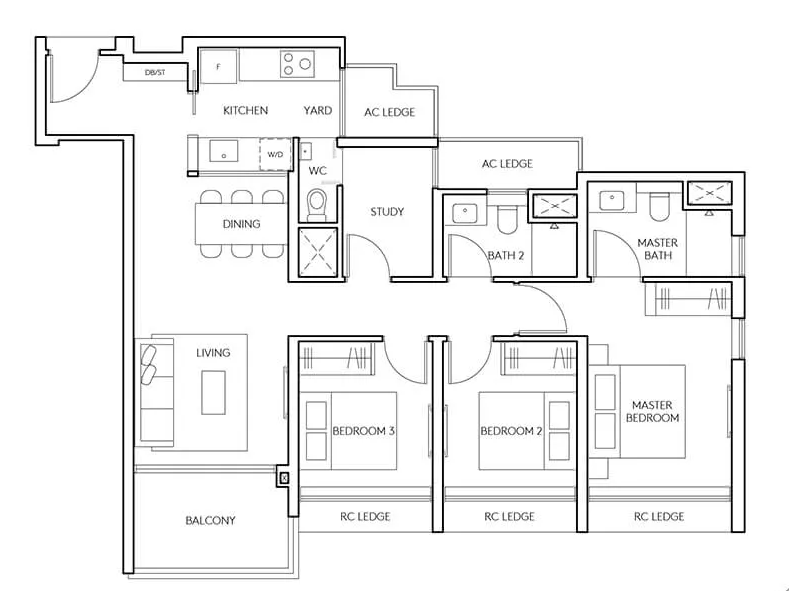 DB/ST
F
KITCHEN
YARD
AC LEDGE
W/D
WC
AC LEDGE
DINING
STUDY
BATH 2
MASTER
BATH
LIVING
BEDROOM 3
BEDROOM 2
MASTER
BEDROOM
BALCONY
RC LEDGE
RC LEDGE
RC LEDGE